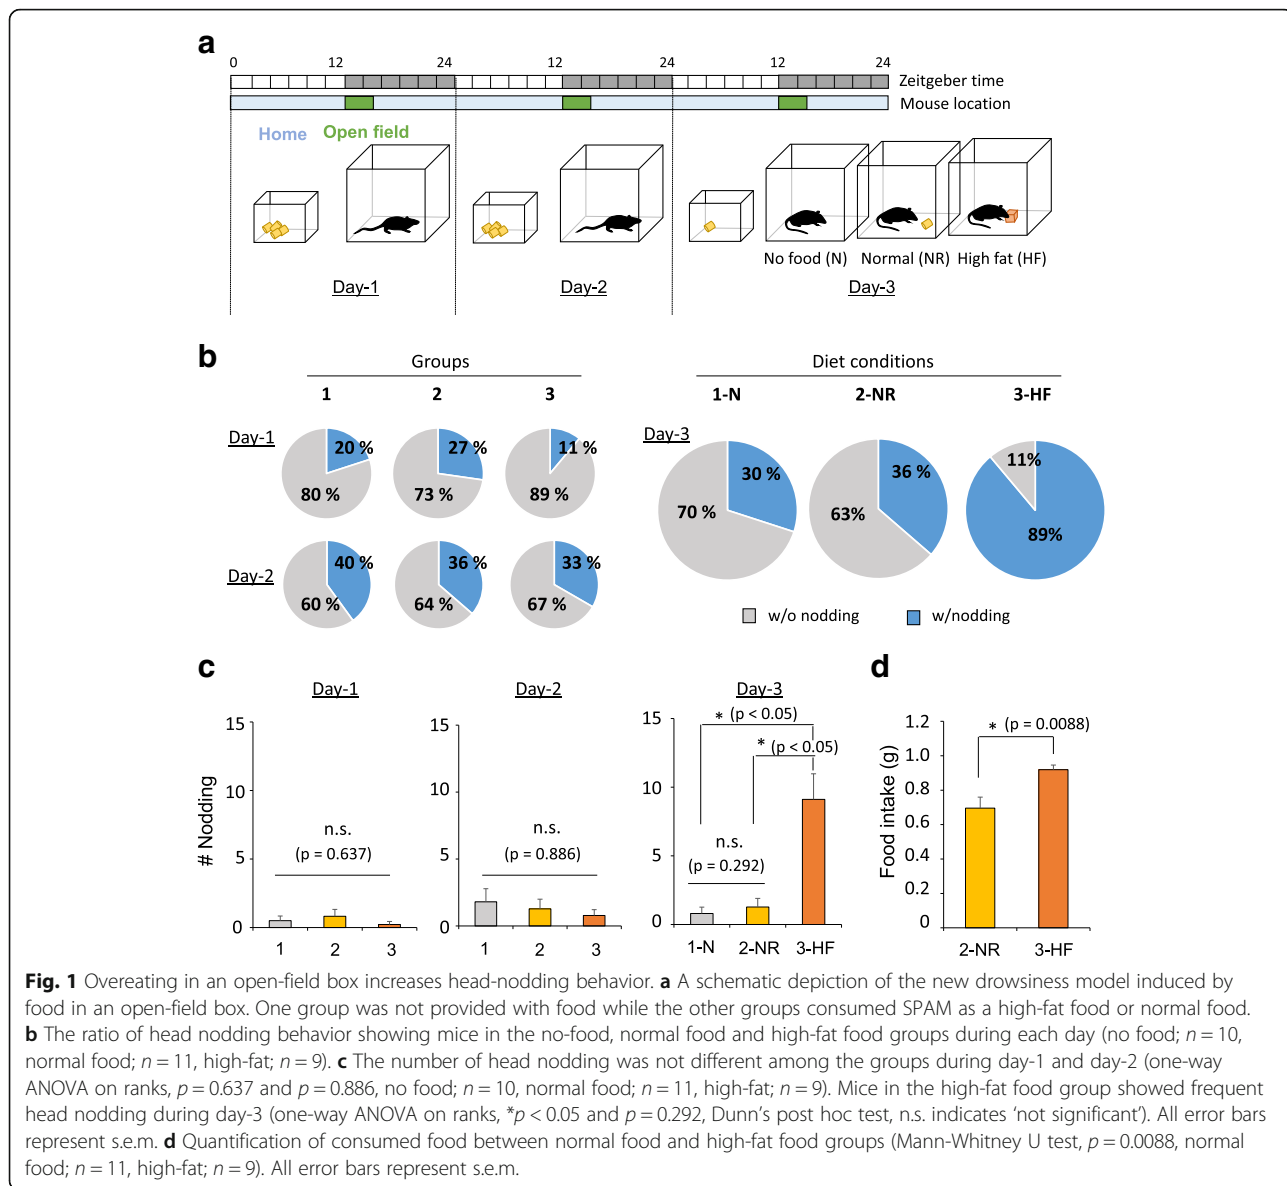 a
0 12 24 12 24 12 24
Zeitgeber time
Mouse location
Home Open field
No food (N) Normal (NR) High fat (HF)
Day-1 Day-2 Day-3
b
Groups Diet conditions
1 2 3 1-N 2-NR 3-HF
Day-1 20 % 27 % 11 %
80 % 73 % 89 %
Day-3 30 % 36 % 11%
70 % 63% 89%
Day-2 40 % 36 % 33 %
60 % 64 % 67 %
w/o nodding w/nodding
c
Day-1 Day-2 Day-3
# Nodding
15
10
5
0
n.s.
(p = 0.637)
1 2 3
15
10
5
0
n.s.
(p = 0.886)
1 2 3
15
10
5
0
* (p < 0.05)
* (p < 0.05)
n.s.
(p = 0.292)
1-N 2-NR 3-HF
d
Food intake (g)
1.2
1.0
0.8
0.6
0.4
0.2
0
* (p = 0.0088)
2-NR 3-HF
Fig. 1 Overeating in an open-field box increases head-nodding behavior. a A schematic depiction of the new drowsiness model induced by
food in an open-field box. One group was not provided with food while the other groups consumed SPAM as a high-fat food or normal food.
b The ratio of head nodding behavior showing mice in the no-food, normal food and high-fat food groups during each day (no food; n = 10,
normal food; n = 11, high-fat; n = 9). c The number of head nodding was not different among the groups during day-1 and day-2 (one-way
ANOVA on ranks, p = 0.637 and p = 0.886, no food; n = 10, normal food; n = 11, high-fat; n = 9). Mice in the high-fat food group showed frequent
head nodding during day-3 (one-way ANOVA on ranks, *p < 0.05 and p = 0.292, Dunn's post hoc test, n.s. indicates 'not significant'). All error bars
represent s.e.m. d Quantification of consumed food between normal food and high-fat food groups (Mann-Whitney U test, p = 0.0088, normal
food; n = 11, high-fat; n = 9). All error bars represent s.e.m.